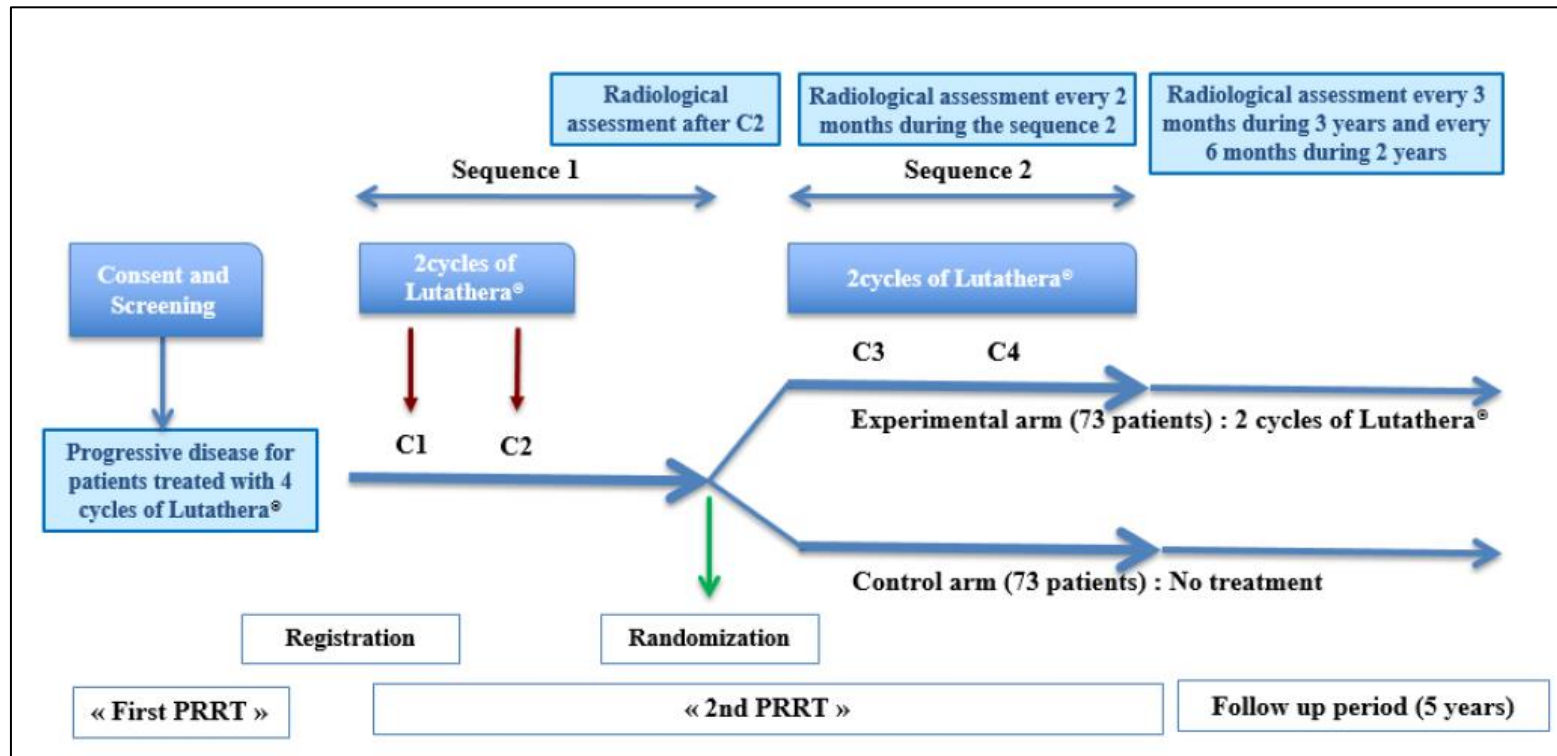 Radiological
assessment after C2
Radiological assessment every 2
months during the sequence 2
Radiological assessment every 3
months during 3 years and every
6 months during 2 years
Sequence 1
Sequence 2
Consent and
Screening
2cycles of
Lutathera®
2cycles of Lutathera®
C1
C2
C3
C4
Progressive disease for
patients treated with 4
cycles of Lutathera®
Experimental arm (73 patients) : 2 cycles of Lutathera®
Control arm (73 patients) : No treatment
Registration
Randomization
« First PRRT »
« 2nd PRRT »
Follow up period (5 years)